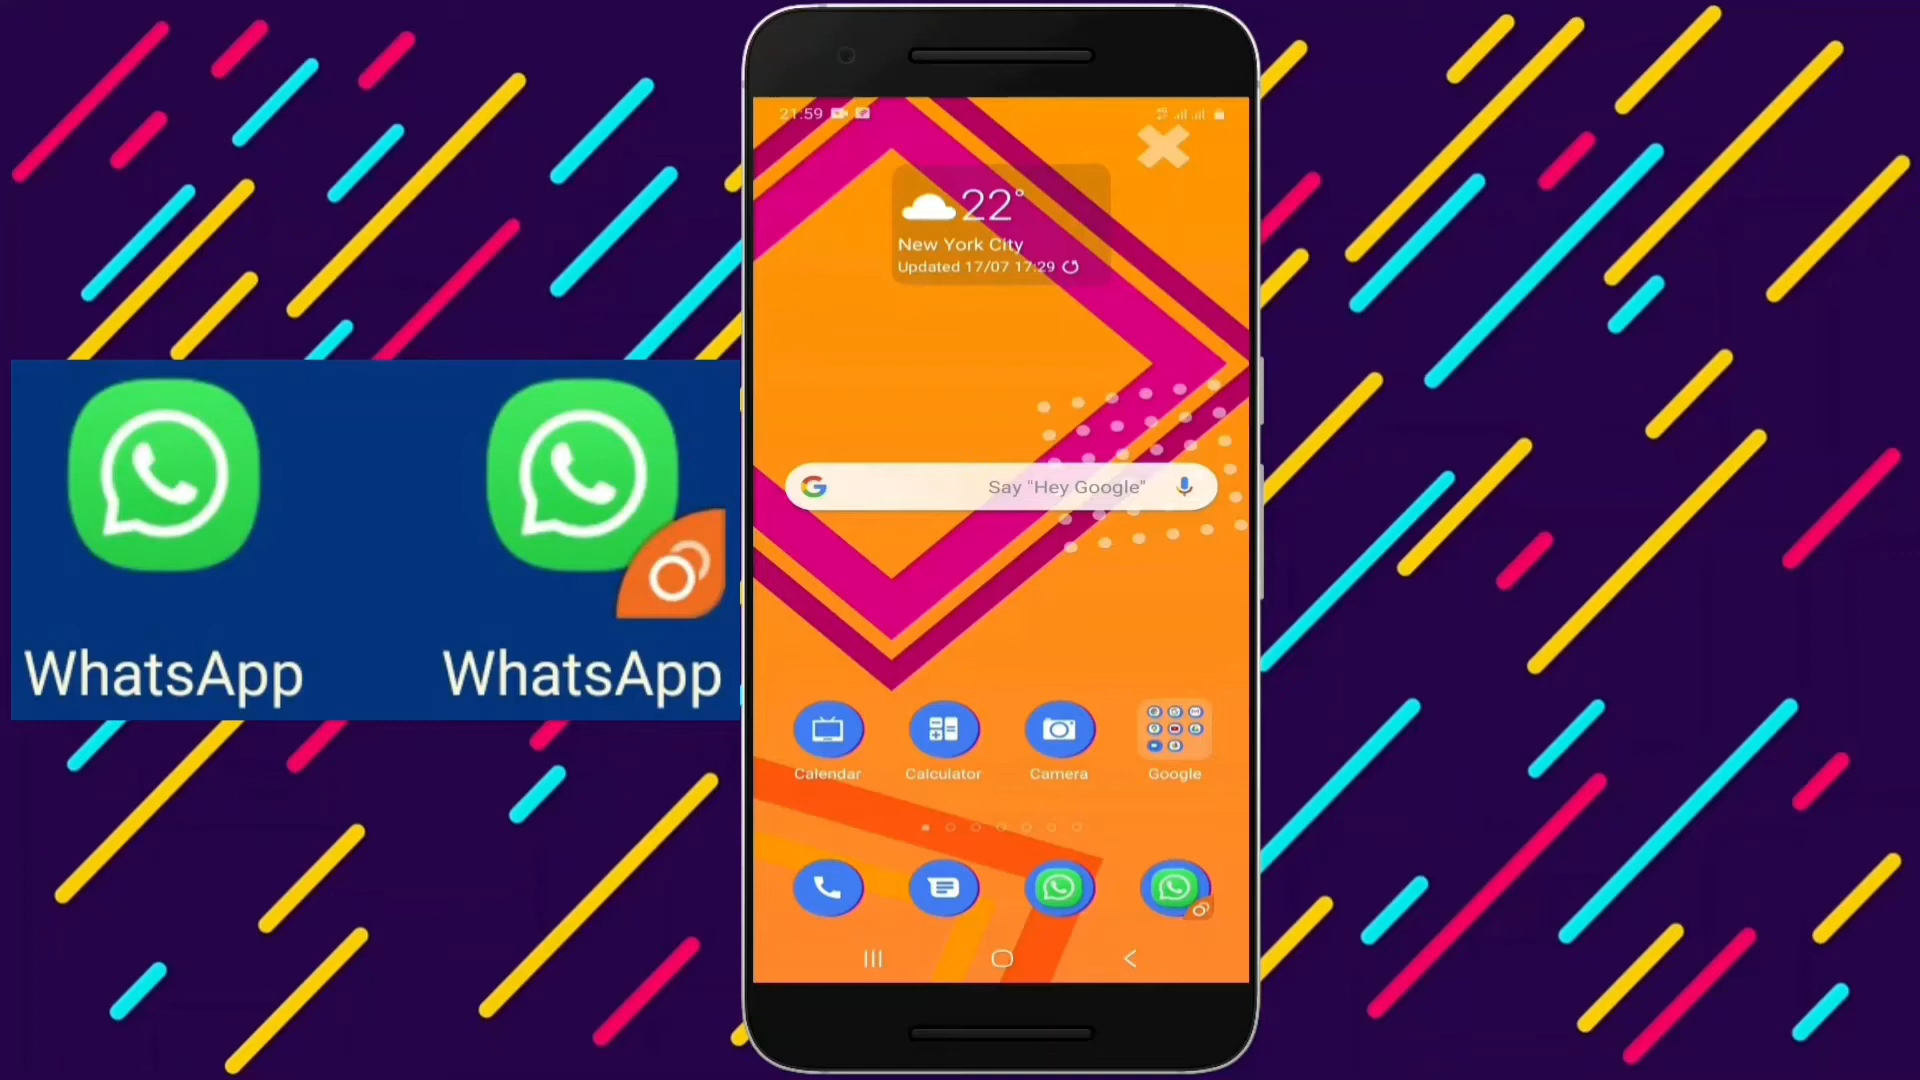 21:59
22°
New York City
Updated 17/07 17:29
Say "Hey Google"
WhatsApp WhatsApp
Calendar Calculator Camera Google